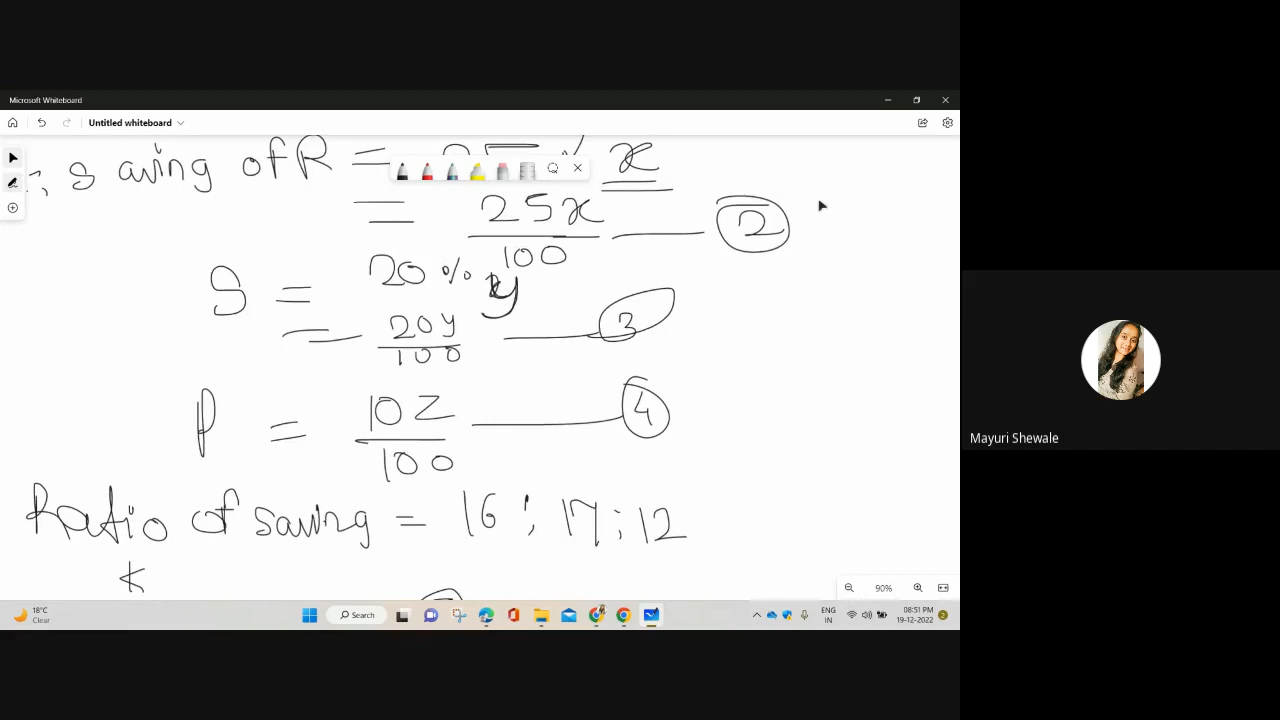 Microsoft Whiteboard
Untitled whiteboard
∴ saving of R = x
= 25x/100 —— ②
S = 20 % y
= 20y/100 —— ③
P = 10Z/100 —— ④
Ratio of saving = 16 : 17 : 12
k
90%
Mayuri Shewale
18°C
Clear
Search
ENG
IN
08:51 PM
19-12-2022
2